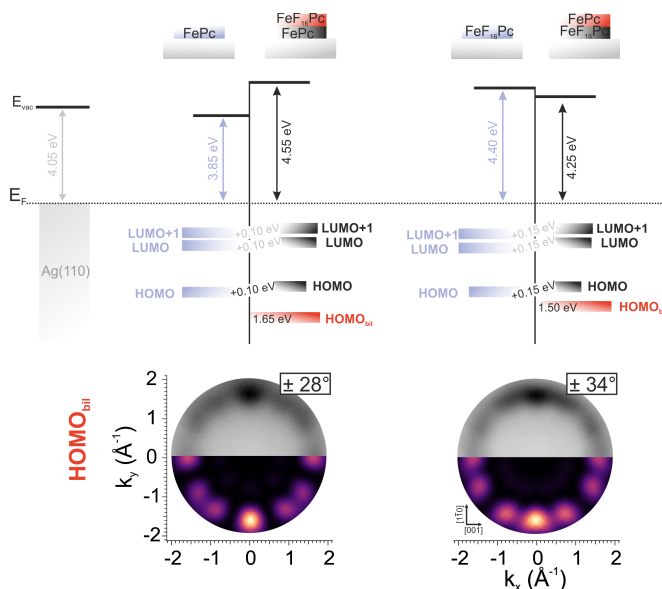 FePc
FeF16Pc
FePc
FeF16Pc
FePc
FeF16Pc
Evac
4.05 eV
3.85 eV
4.55 eV
4.40 eV
4.25 eV
EF
Ag(110)
LUMO+1 +0.10 eV LUMO+1
LUMO +0.10 eV LUMO
HOMO +0.10 eV HOMO
1.65 eV HOMObil
LUMO+1 +0.15 eV LUMO+1
LUMO +0.15 eV LUMO
HOMO +0.15 eV HOMO
1.50 eV HOMOb
HOMObil
ky (Å-1)
2
1
0
-1
-2
± 28°
± 34°
[11̄0]
[001]
-2 -1 0 1 2
-2 -1 0 1 2
kx (Å-1)